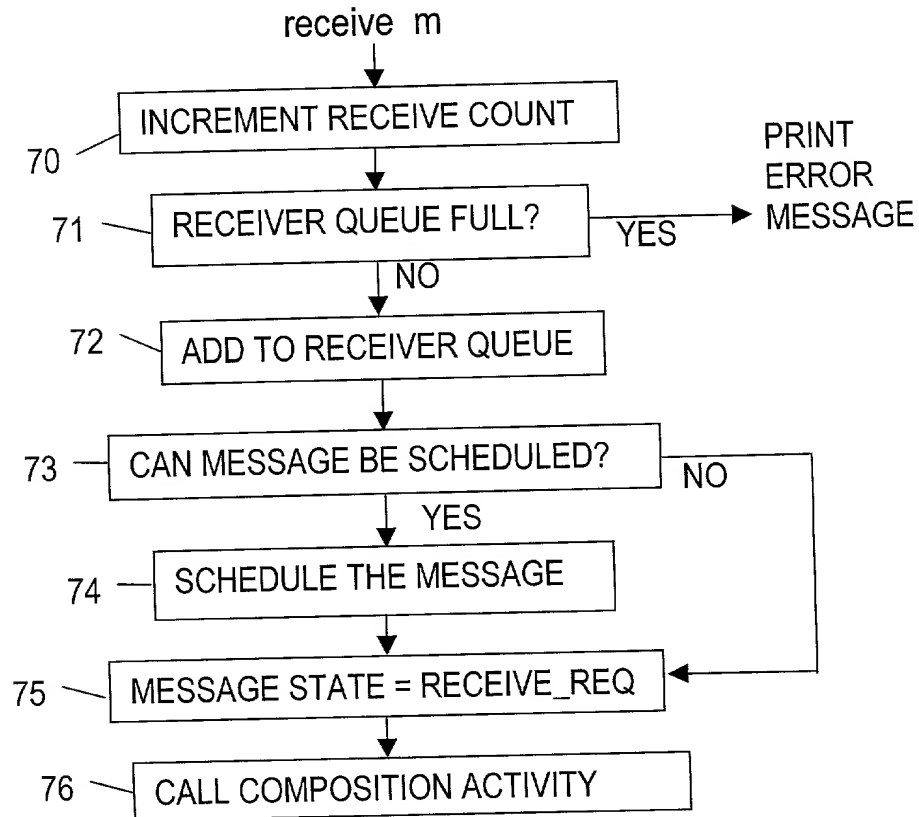 receive m
INCREMENT RECEIVE COUNT
70
PRINT
ERROR
MESSAGE
RECEIVER QUEUE FULL?
71
YES
NO
72
ADD TO RECEIVER QUEUE
73
CAN MESSAGE BE SCHEDULED?
NO
YES
74
SCHEDULE THE MESSAGE
75
MESSAGE STATE = RECEIVE_REQ
76
CALL COMPOSITION ACTIVITY